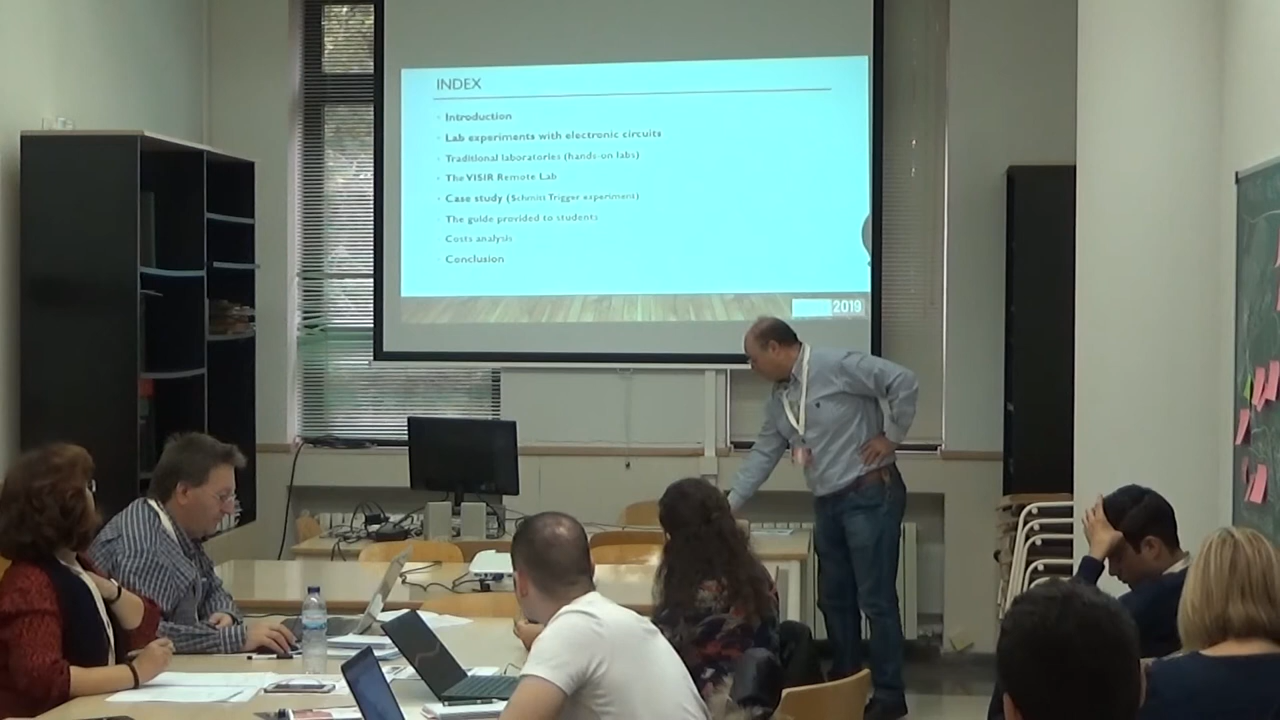 INDEX
Introduction
Lab experiments with electronic circuits
Traditional laboratories (hands-on labs)
The VISIR Remote Lab
Case study (Schmitt Trigger experiment)
The guide provided to students
Costs analysis
Conclusion
2019